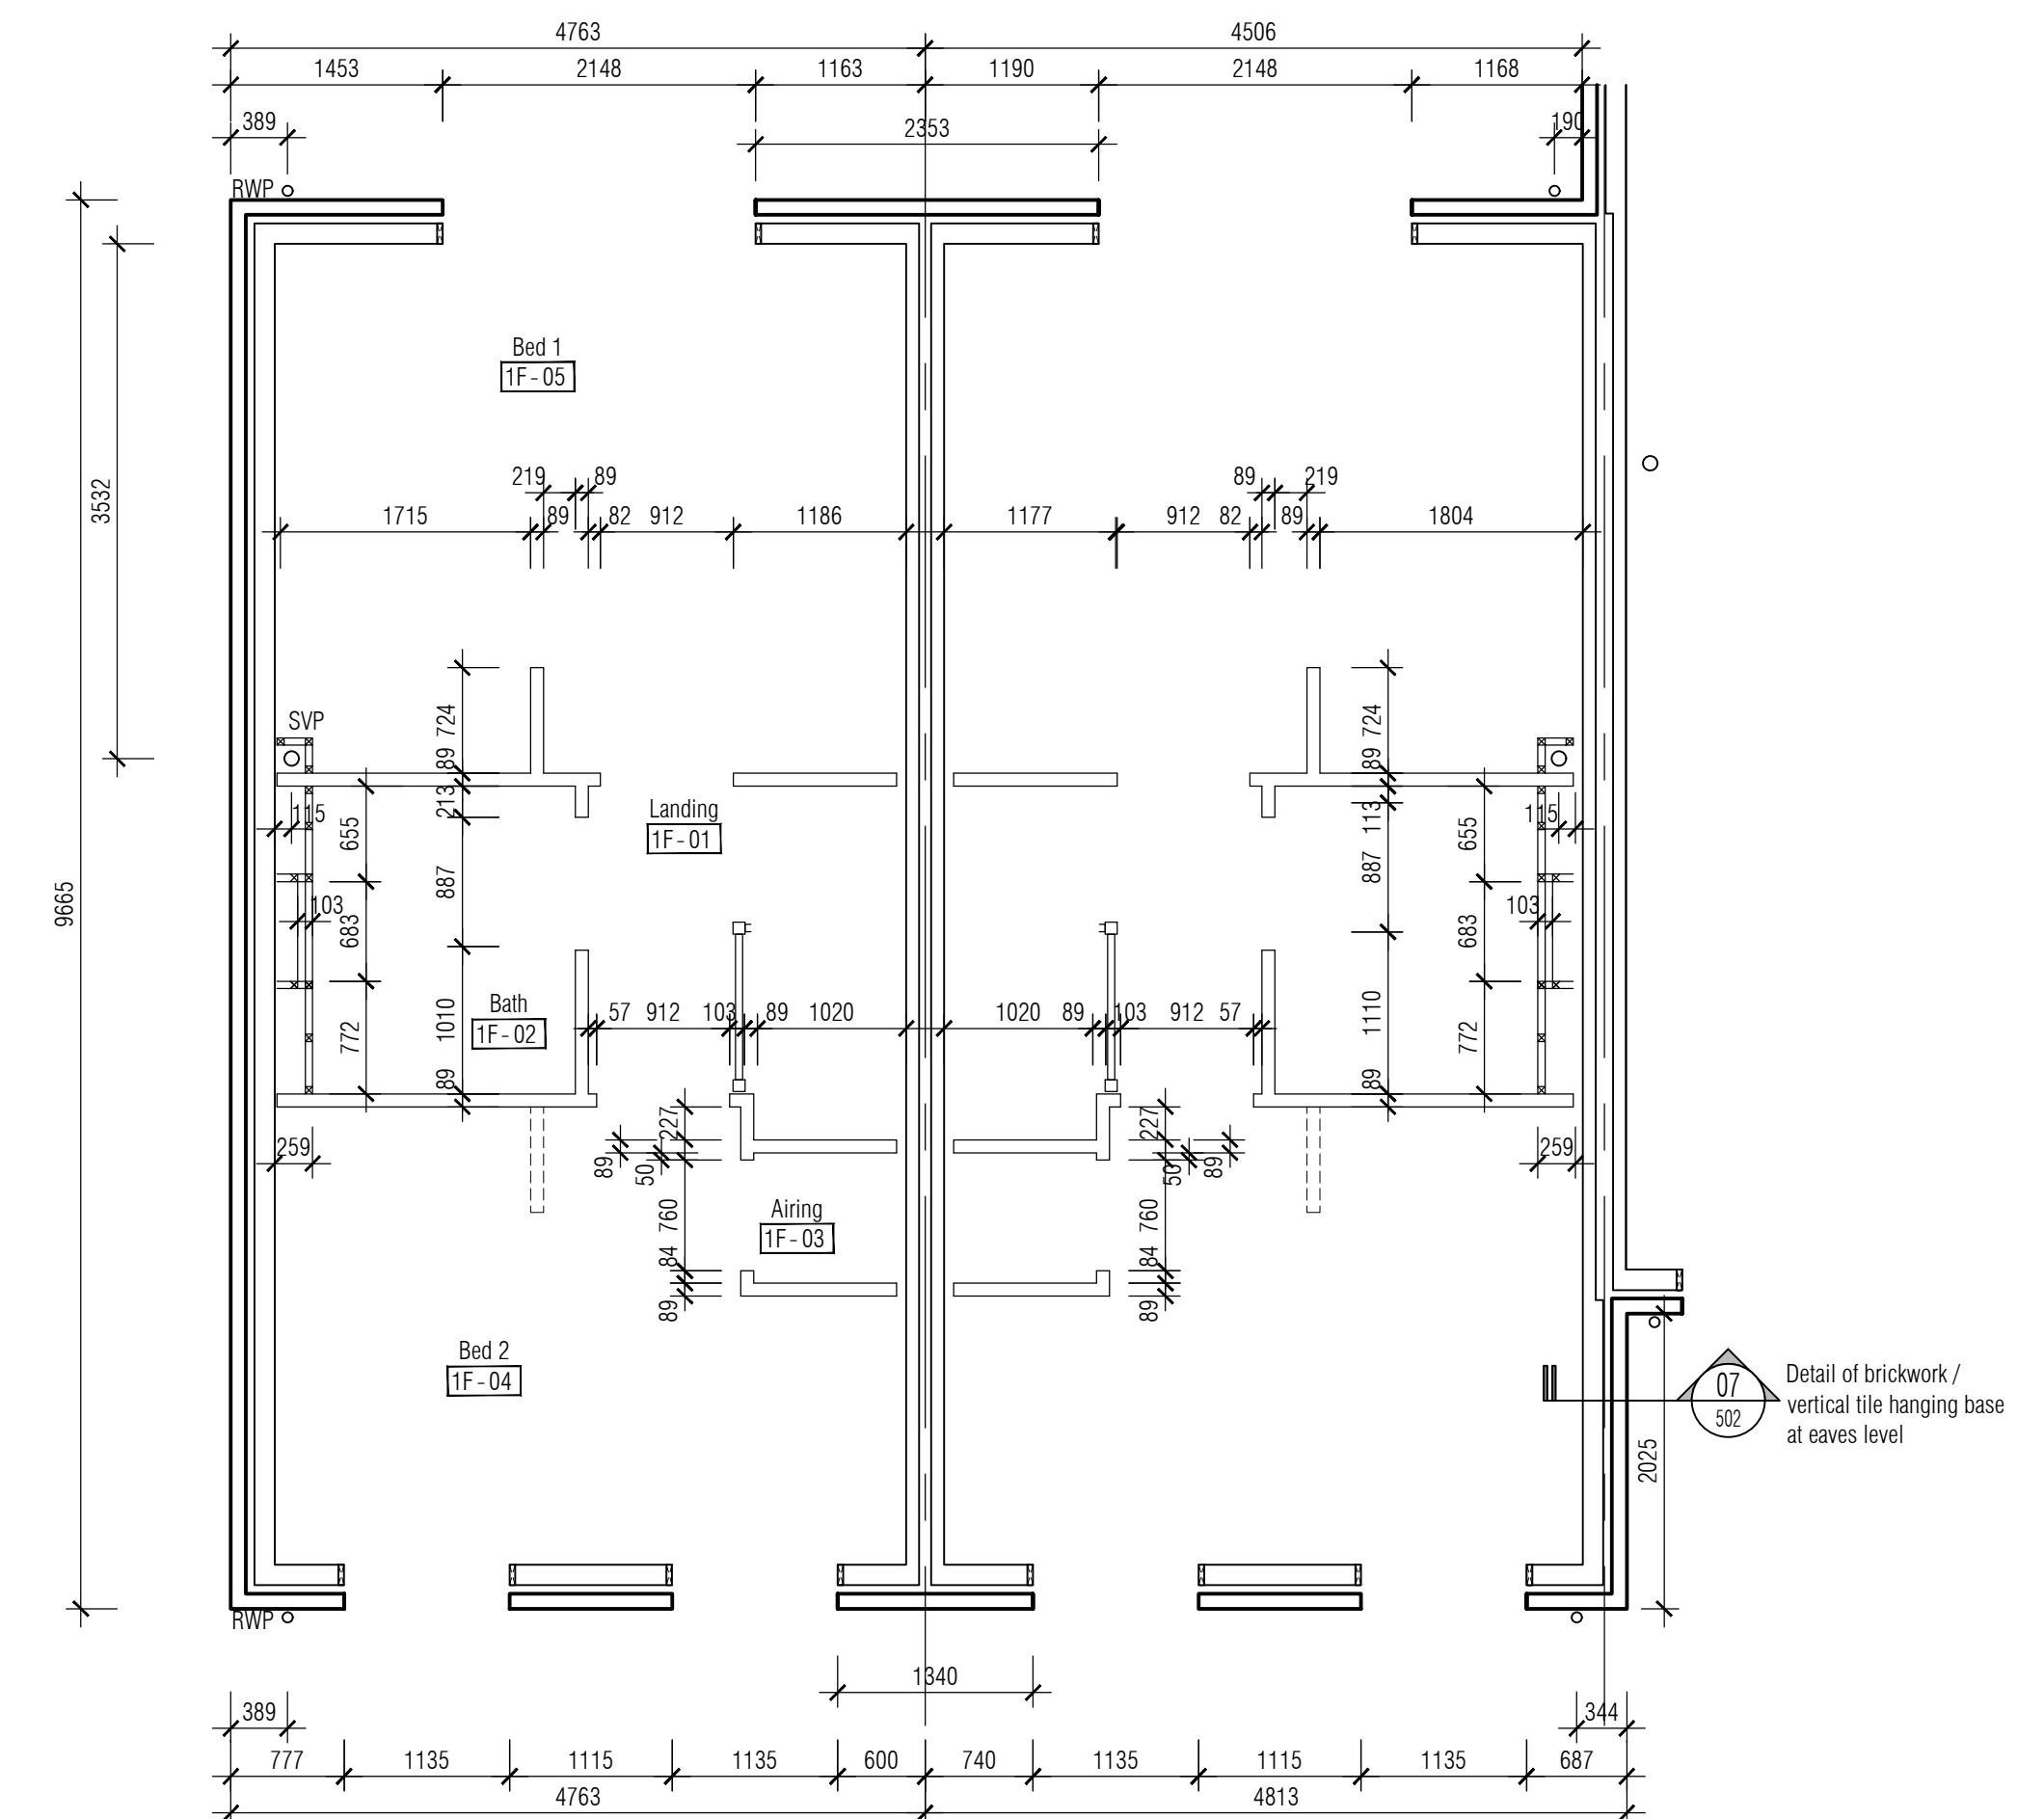 4763 4506
1453 2148 1163 1190 2148 1168
389 2353 190
RWP
Bed 1
1F-05
3532
219 89 89 219
1715 89 82 912 1186 1177 912 82 89 1804
724 724
SVP
89 89
213 113
Landing
1F-01
115 115
655 655
887 887
9665
103 103
683 683
Bath
1F-02
57 912 103 89 1020 1020 89 103 912 57
1010 1110
772 772
89 89
227 227
259 259
89 50 50 89
Airing
1F-03
760 760
84 84
89 89
Bed 2
1F-04
07
502
Detail of brickwork /
vertical tile hanging base
at eaves level
2025
RWP
1340
389 344
777 1135 1115 1135 600 740 1135 1115 1135 687
4763 4813